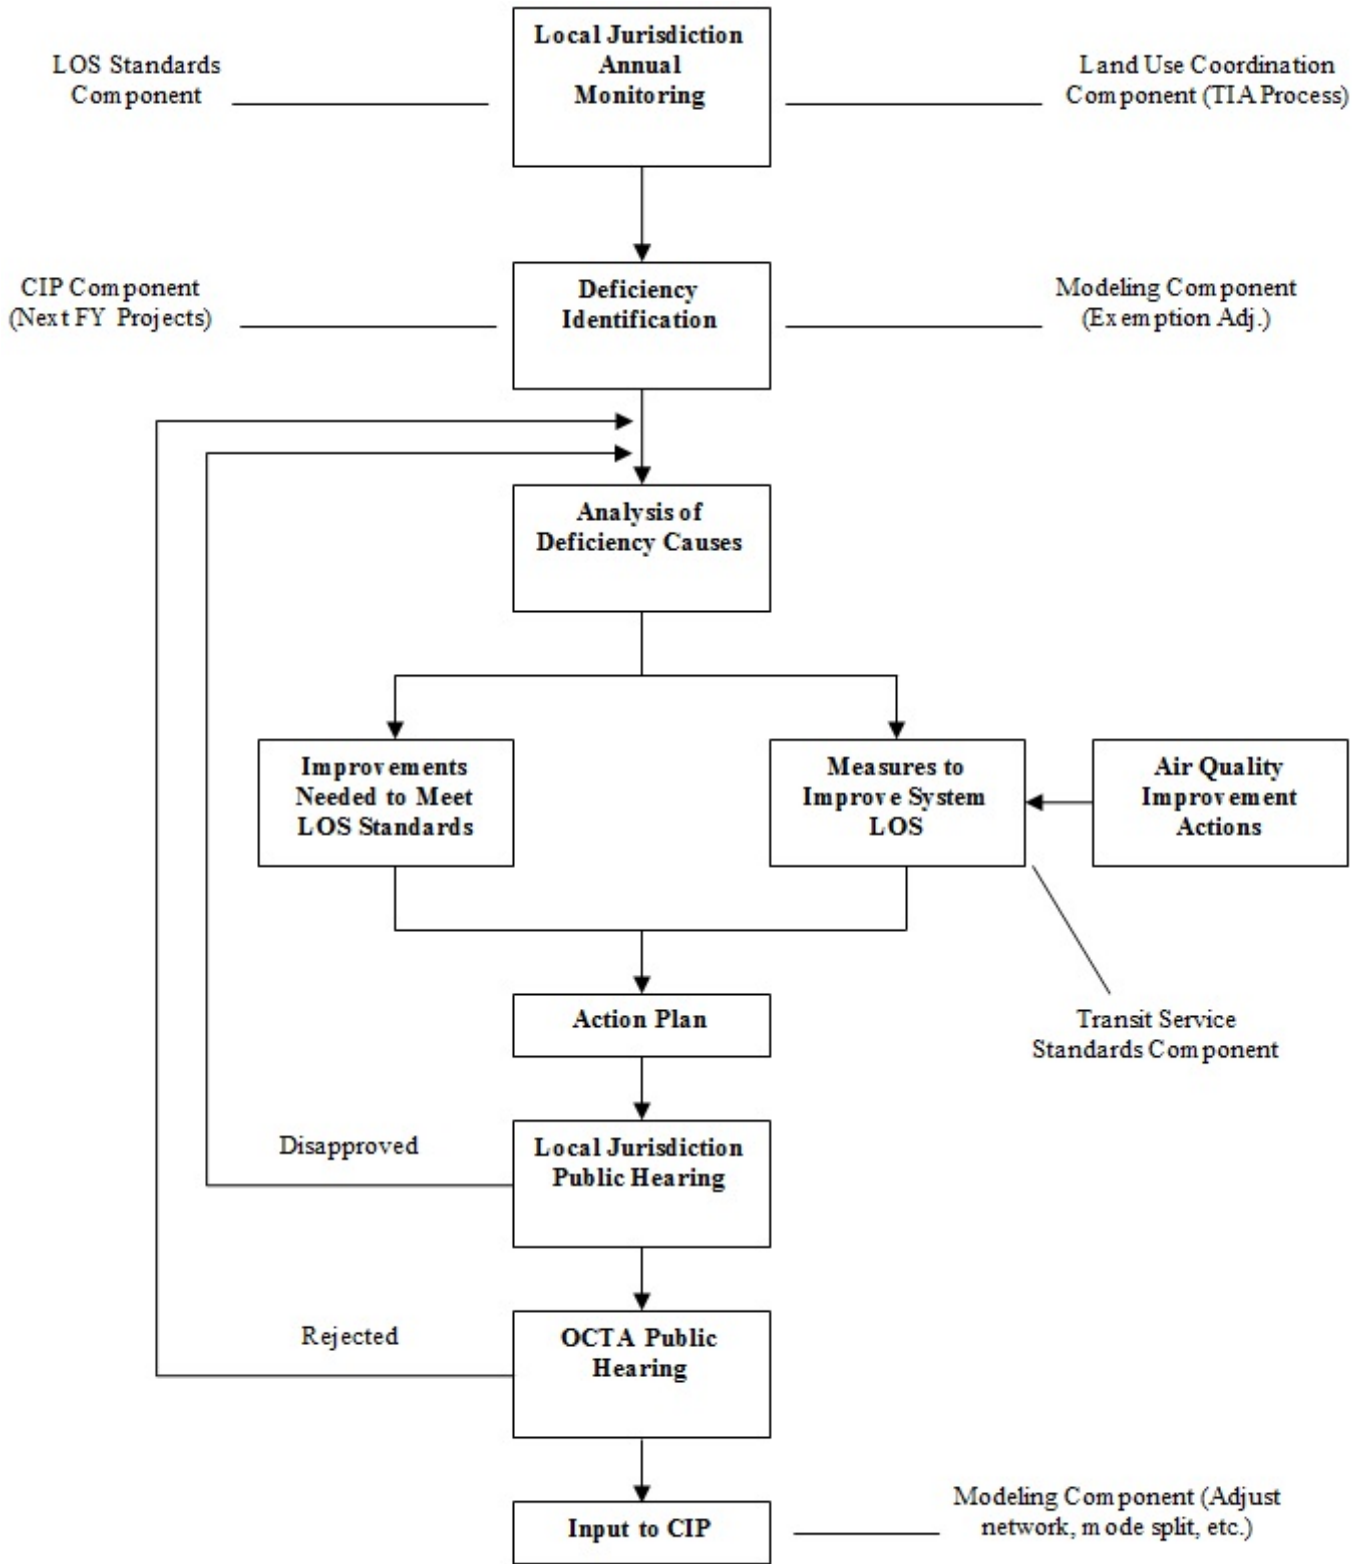 Local Jurisdiction
Annual
Monitoring
LOS Standards
Component
Land Use Coordination
Component (TIA Process)
Deficiency
Identification
CIP Component
(Next FY Projects)
Modeling Component
(Exemption Adj.)
Analysis of
Deficiency Causes
Improvements
Needed to Meet
LOS Standards
Measures to
Improve System
LOS
Air Quality
Improvement
Actions
Action Plan
Transit Service
Standards Component
Disapproved
Local Jurisdiction
Public Hearing
Rejected
OCTA Public
Hearing
Input to CIP
Modeling Component (Adjust
network, mode split, etc.)